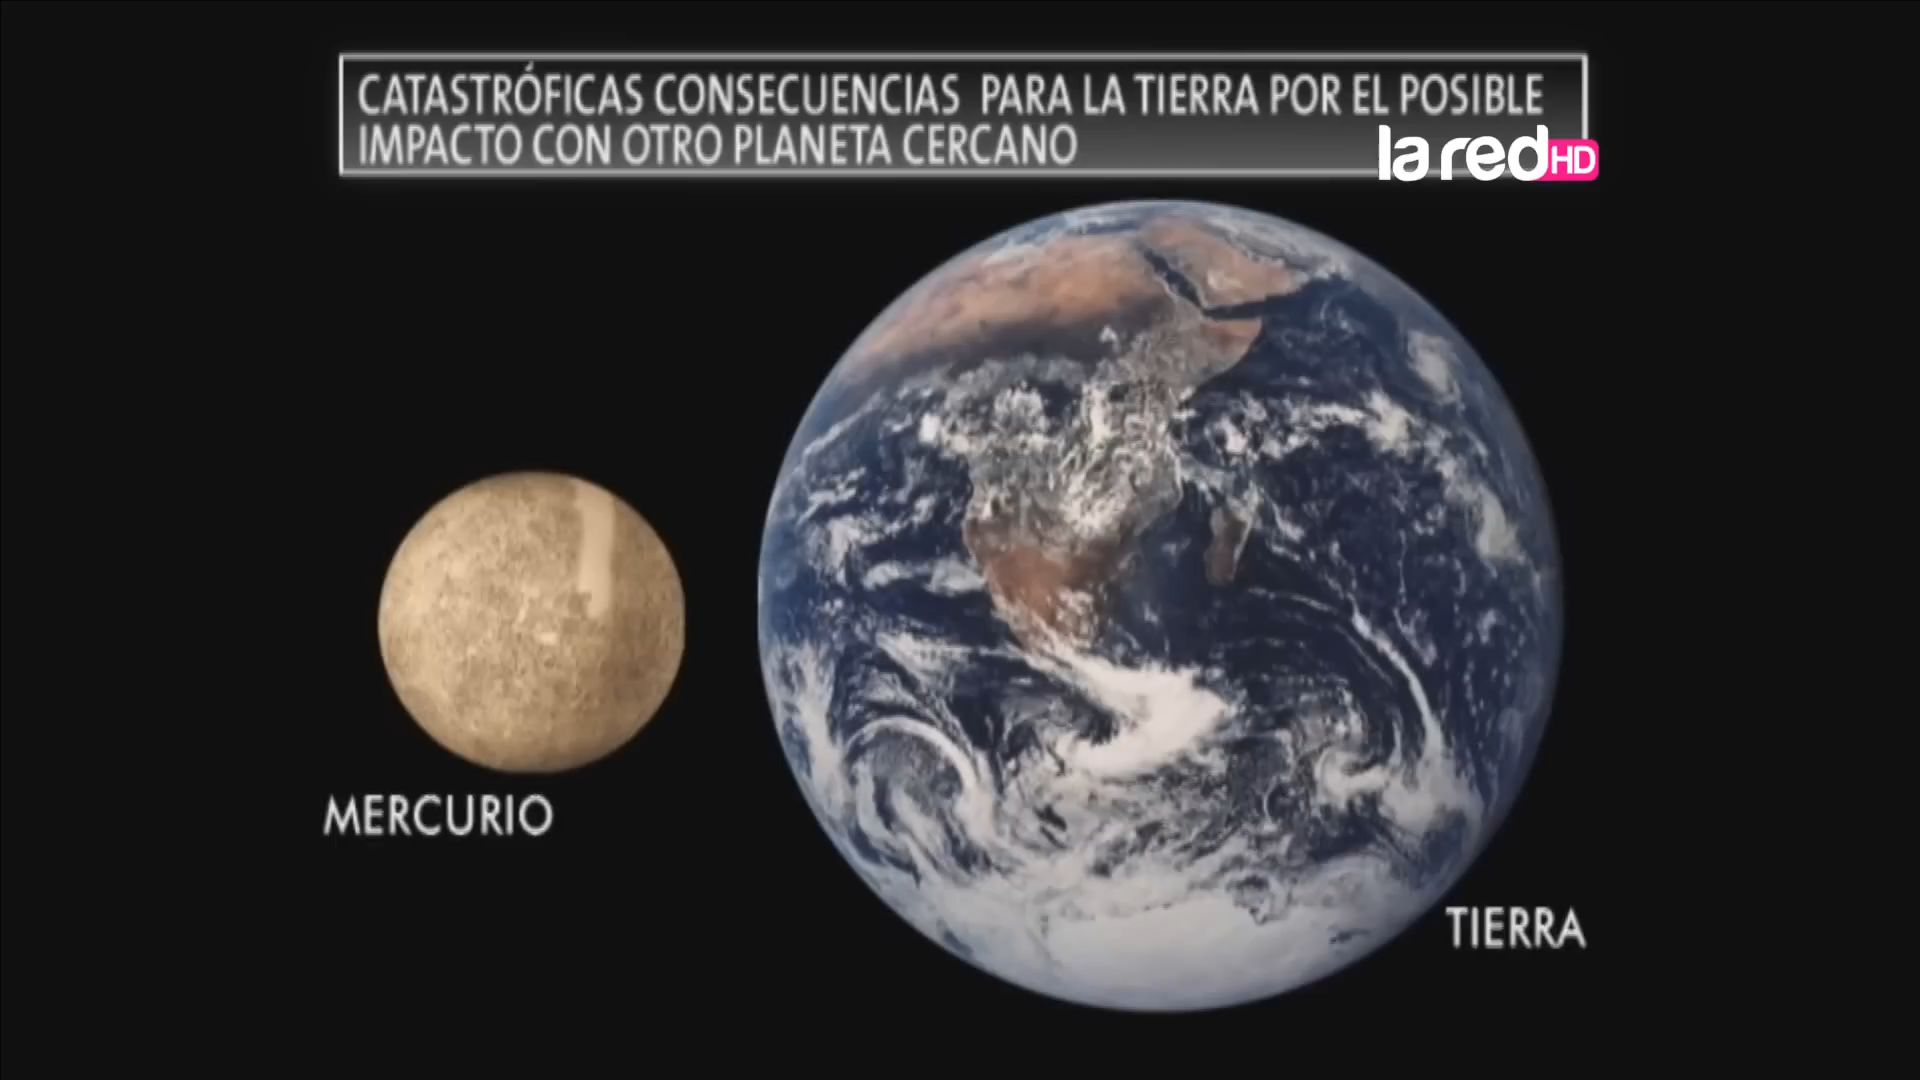 CATASTRÓFICAS CONSECUENCIAS PARA LA TIERRA POR EL POSIBLE
IMPACTO CON OTRO PLANETA CERCANO
la red HD
MERCURIO
TIERRA